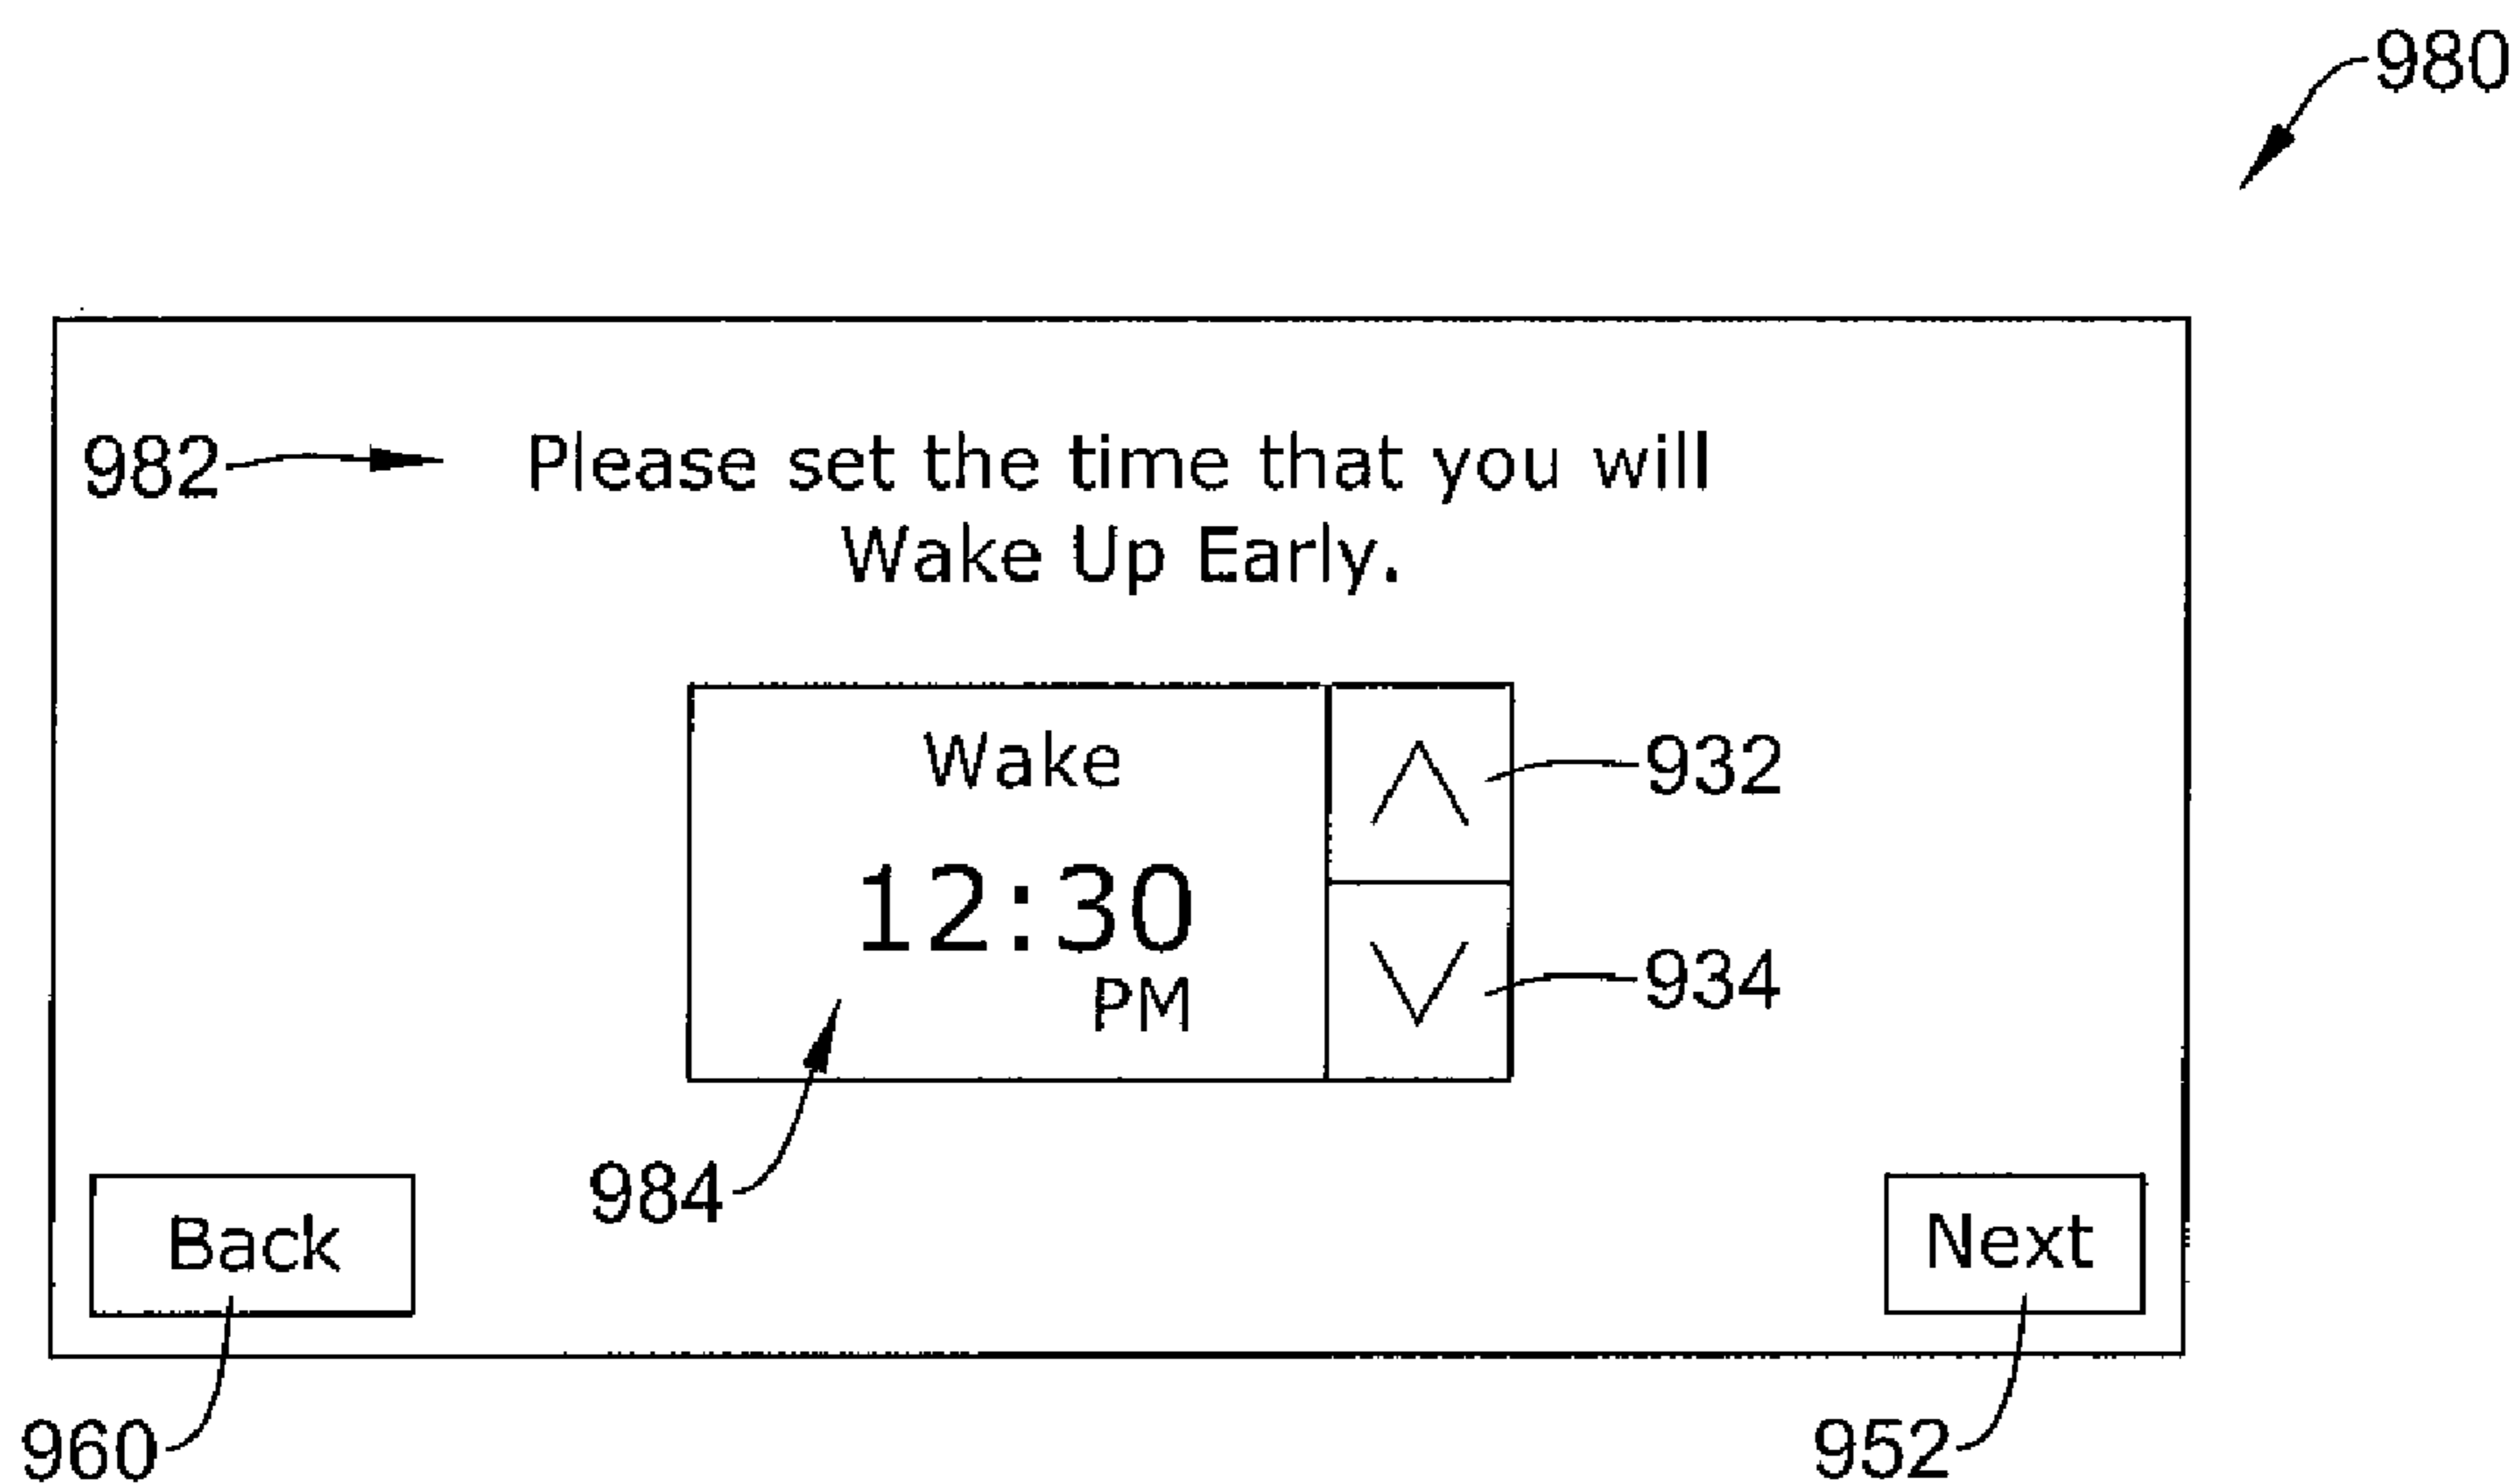 980
982 Please set the time that you will
Wake Up Early.
Wake
932
12:30
934
PM
984
Back
Next
960
952